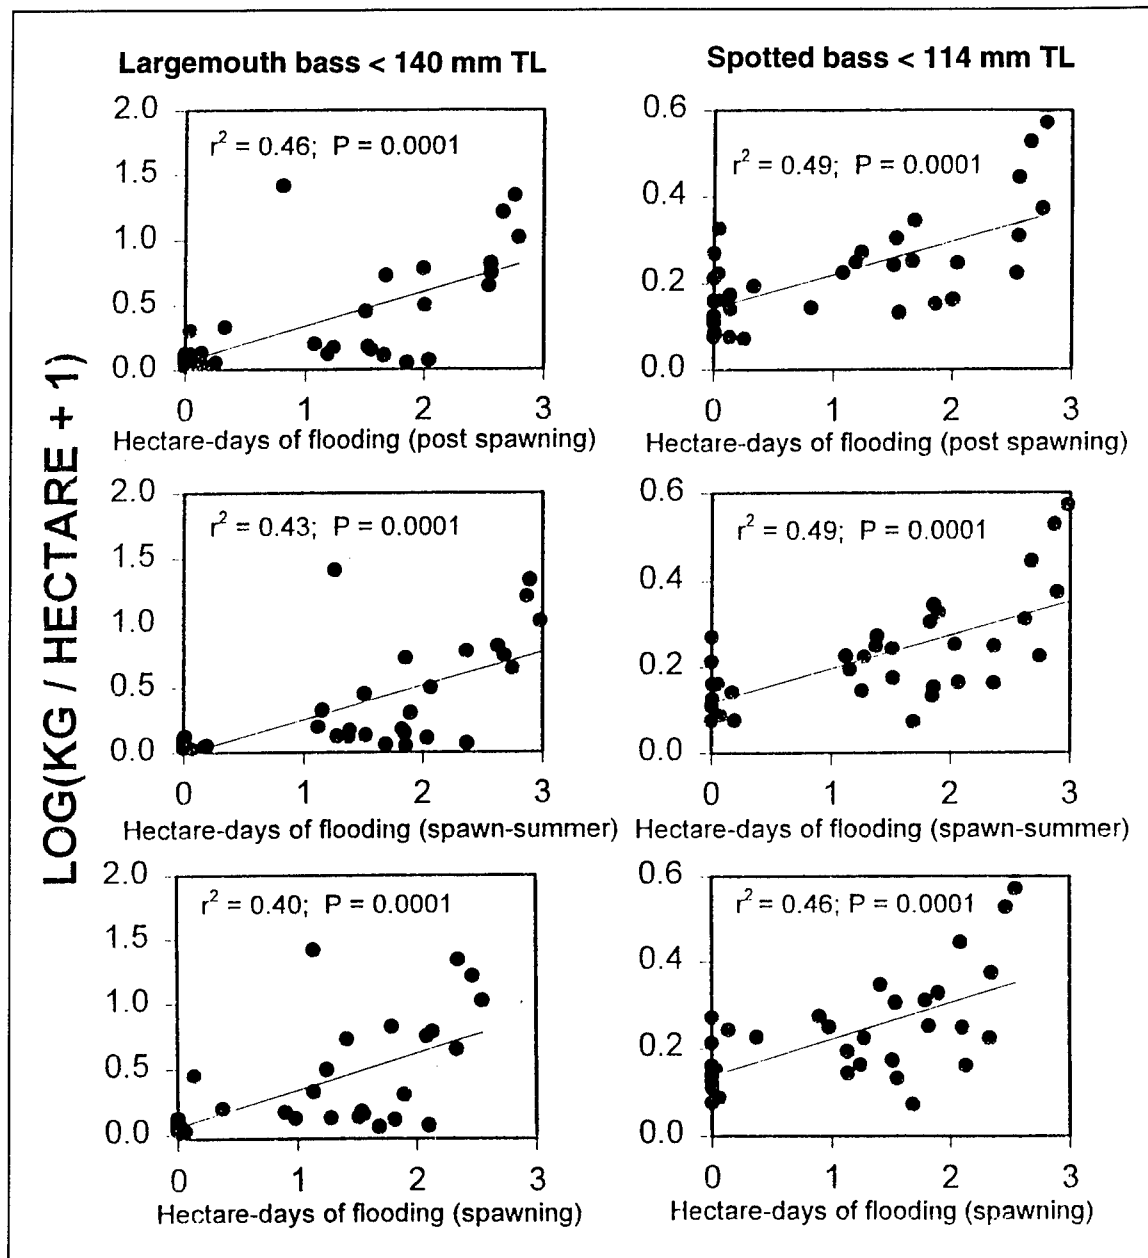 Largemouth bass < 140 mm TL
Spotted bass < 114 mm TL
LOG(KG / HECTARE + 1)
2.0
1.5
1.0
0.5
0.0
r² = 0.46; P = 0.0001
0 1 2 3
Hectare-days of flooding (post spawning)
0.6
0.4
0.2
0.0
r² = 0.49; P = 0.0001
0 1 2 3
Hectare-days of flooding (post spawning)
2.0
1.5
1.0
0.5
0.0
r² = 0.43; P = 0.0001
0 1 2 3
Hectare-days of flooding (spawn-summer)
0.6
0.4
0.2
0.0
r² = 0.49; P = 0.0001
0 1 2 3
Hectare-days of flooding (spawn-summer)
2.0
1.5
1.0
0.5
0.0
r² = 0.40; P = 0.0001
0 1 2 3
Hectare-days of flooding (spawning)
0.6
0.4
0.2
0.0
r² = 0.46; P = 0.0001
0 1 2 3
Hectare-days of flooding (spawning)